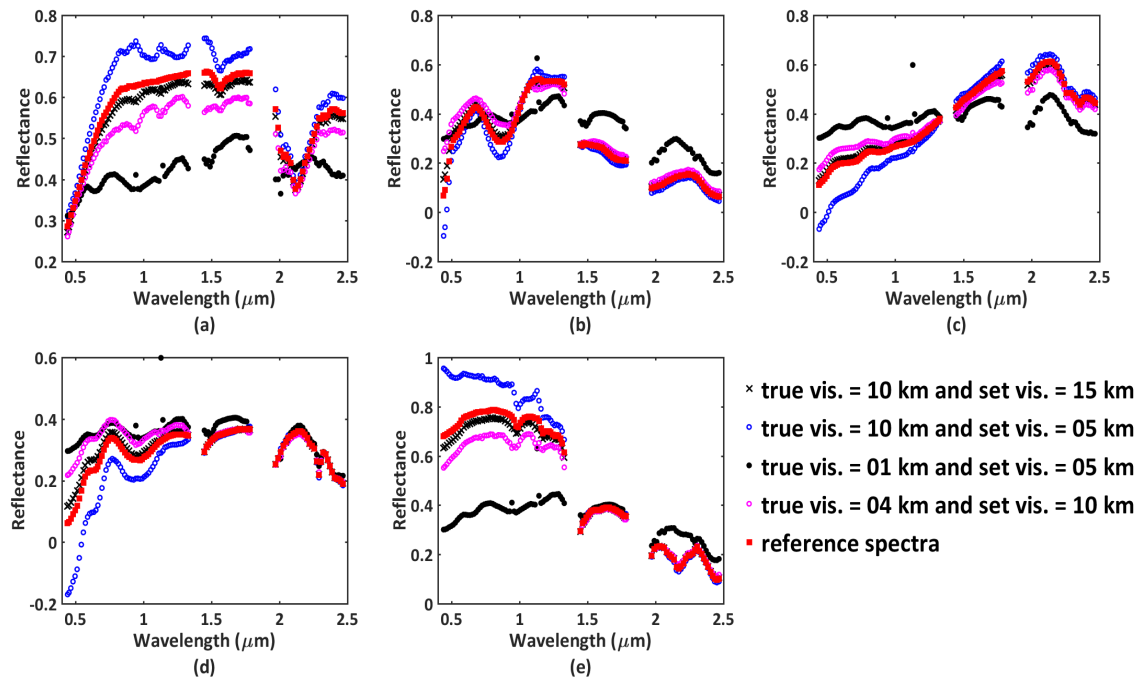 0.8
0.7
0.6
0.5
0.4
0.3
0.2
Reflectance
0.5 1 1.5 2 2.5
Wavelength (μm)
(a)
0.8
0.6
0.4
0.2
0
-0.2
Reflectance
0.5 1 1.5 2 2.5
Wavelength (μm)
(b)
0.8
0.6
0.4
0.2
0
-0.2
Reflectance
0.5 1 1.5 2 2.5
Wavelength (μm)
(c)
0.6
0.4
0.2
0
-0.2
Reflectance
0.5 1 1.5 2 2.5
Wavelength (μm)
(d)
1
0.8
0.6
0.4
0.2
0
Reflectance
0.5 1 1.5 2 2.5
Wavelength (μm)
(e)
true vis. = 10 km and set vis. = 15 km
true vis. = 10 km and set vis. = 05 km
true vis. = 01 km and set vis. = 05 km
true vis. = 04 km and set vis. = 10 km
reference spectra